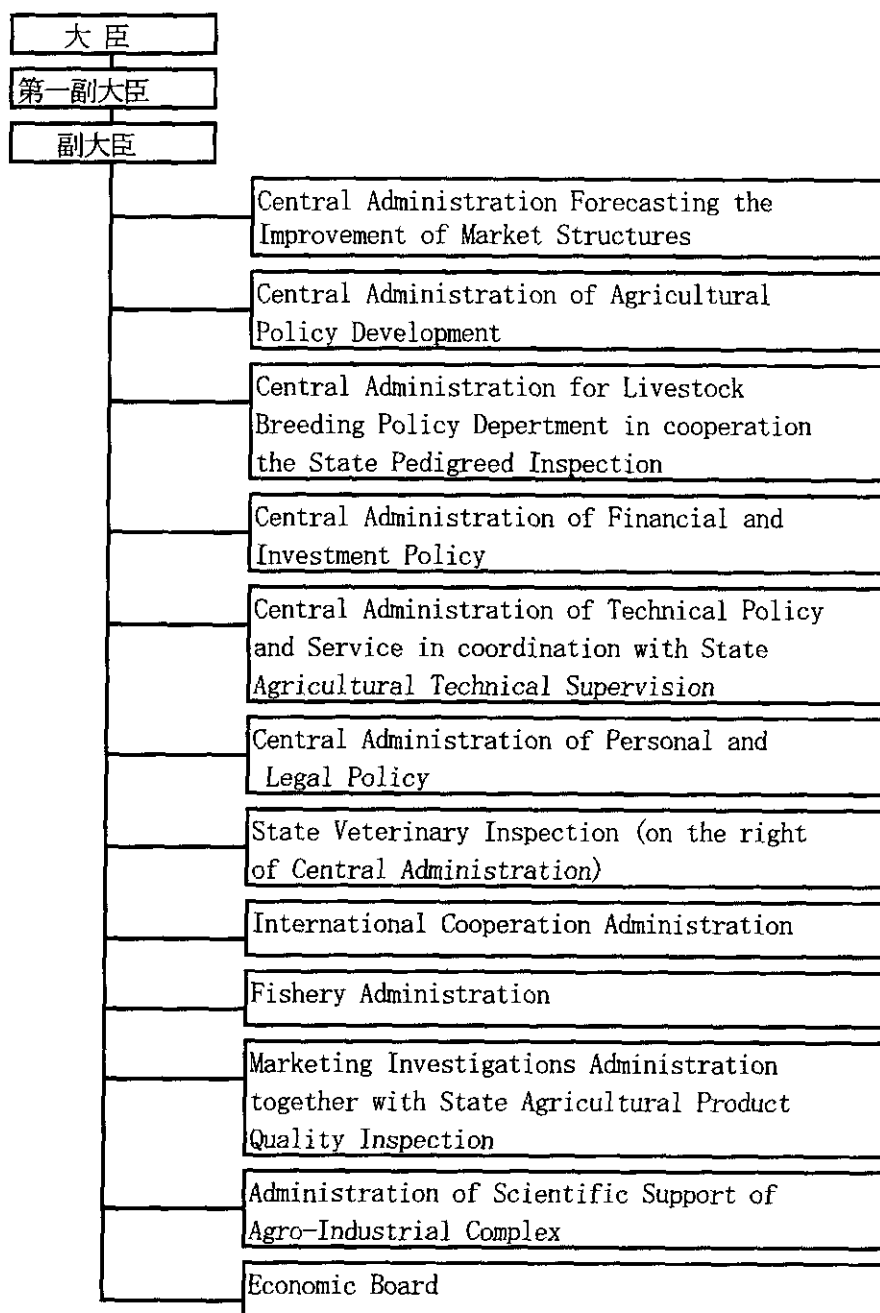 大臣
第一副大臣
副大臣
Central Administration Forecasting the
Improvement of Market Structures
Central Administration of Agricultural
Policy Development
Central Administration for Livestock
Breeding Policy Depertment in cooperation
the State Pedigreed Inspection
Central Administration of Financial and
Investment Policy
Central Administration of Technical Policy
and Service in coordination with State
Agricultural Technical Supervision
Central Administration of Personal and
Legal Policy
State Veterinary Inspection (on the right
of Central Administration)
International Cooperation Administration
Fishery Administration
Marketing Investigations Administration
together with State Agricultural Product
Quality Inspection
Administration of Scientific Support of
Agro-Industrial Complex
Economic Board